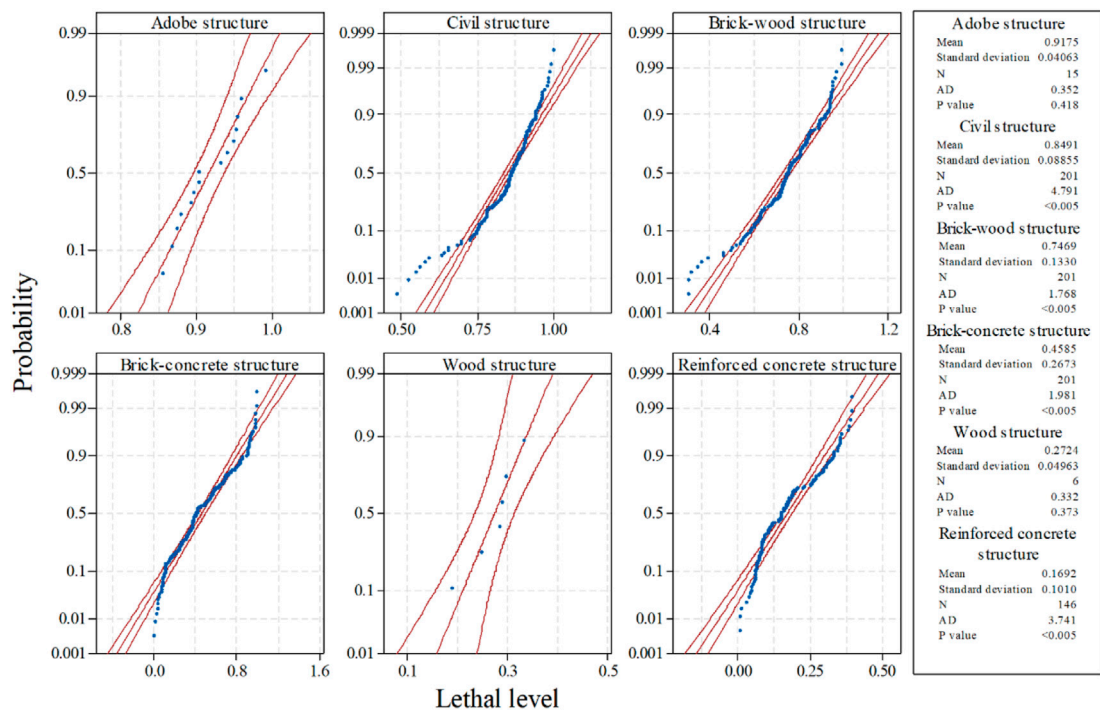 Adobe structure
0.99
0.9
0.5
0.1
0.01
0.8 0.9 1.0
Civil structure
0.999
0.99
0.9
0.5
0.1
0.01
0.001
0.50 0.75 1.00
Brick-wood structure
0.999
0.99
0.9
0.5
0.1
0.01
0.001
0.4 0.8 1.2
Brick-concrete structure
0.999
0.99
0.9
0.5
0.1
0.01
0.001
0.0 0.8 1.6
Wood structure
0.99
0.9
0.5
0.1
0.01
0.1 0.3 0.5
Reinforced concrete structure
0.999
0.99
0.9
0.5
0.1
0.01
0.001
0.00 0.25 0.50
Probability
Lethal level
Adobe structure
Mean 0.9175
Standard deviation 0.04063
N 15
AD 0.352
P value 0.418
Civil structure
Mean 0.8491
Standard deviation 0.08855
N 201
AD 4.791
P value <0.005
Brick-wood structure
Mean 0.7469
Standard deviation 0.1330
N 201
AD 1.768
P value <0.005
Brick-concrete structure
Mean 0.4585
Standard deviation 0.2673
N 201
AD 1.981
P value <0.005
Wood structure
Mean 0.2724
Standard deviation 0.04963
N 6
AD 0.332
P value 0.373
Reinforced concrete
structure
Mean 0.1692
Standard deviation 0.1010
N 146
AD 3.741
P value <0.005